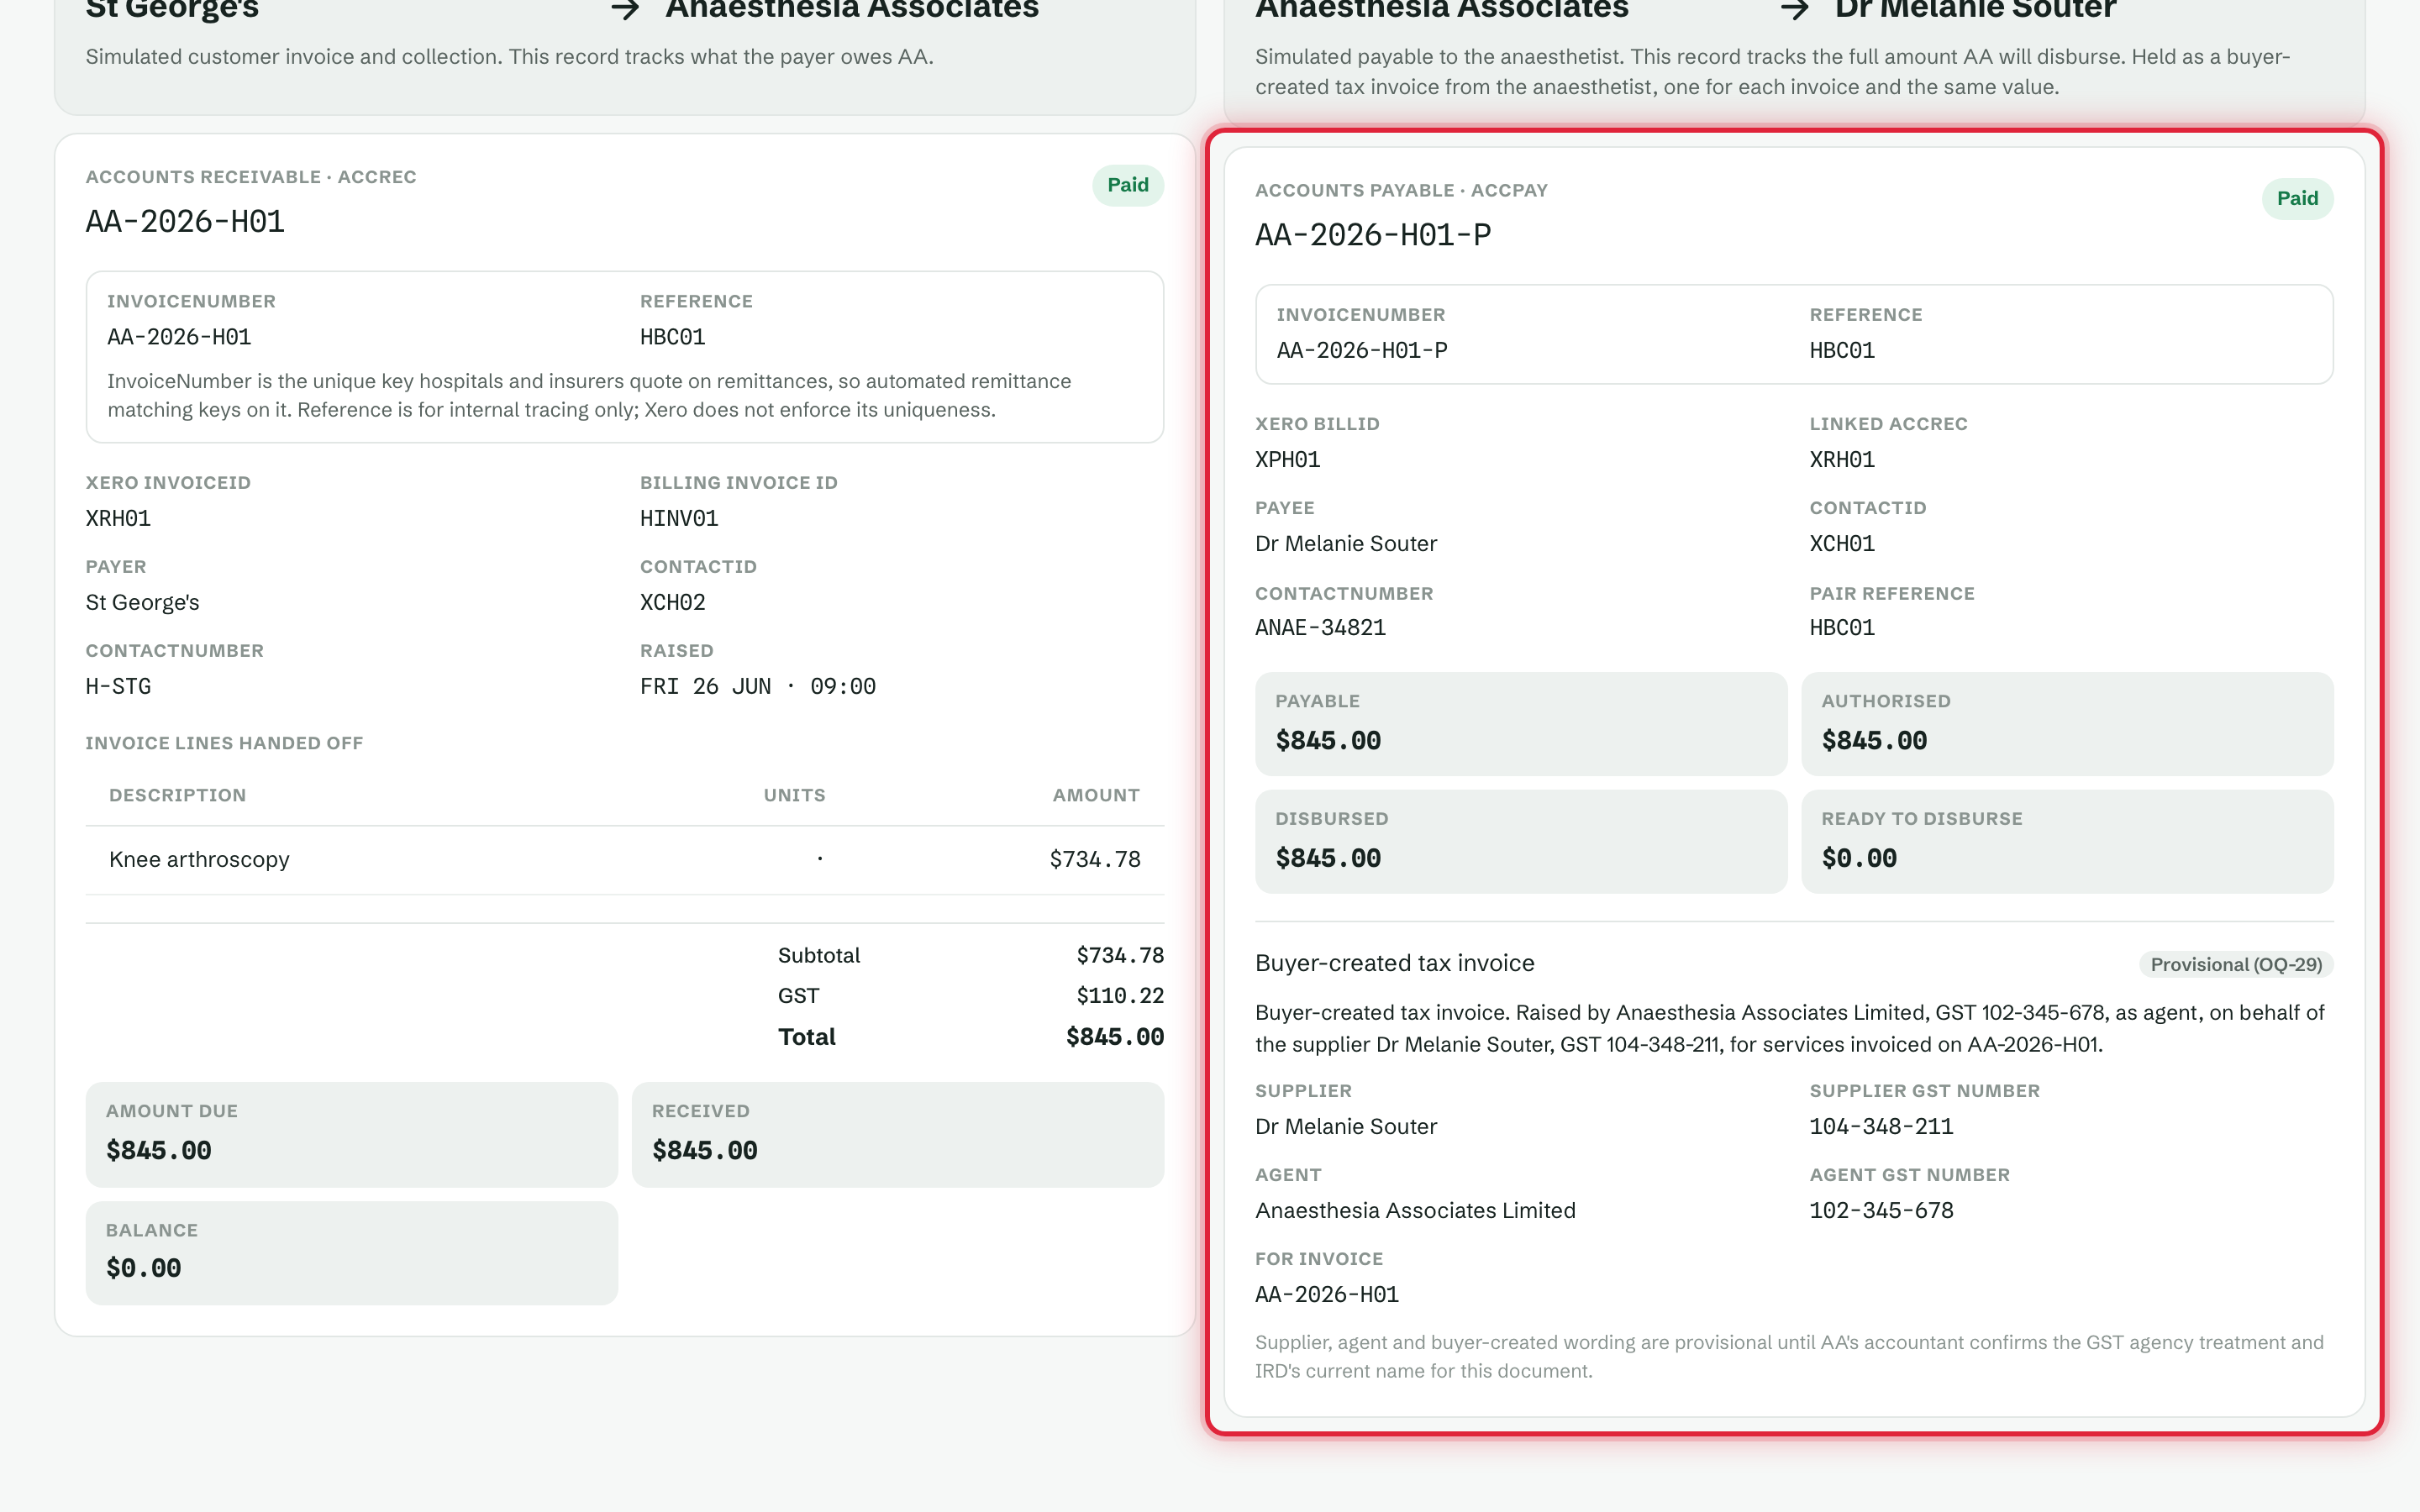 St George's
→ Anaesthesia Associates
Simulated customer invoice and collection. This record tracks what the payer owes AA.
ACCOUNTS RECEIVABLE · ACCREC
Paid
AA-2026-H01
INVOICENUMBER
REFERENCE
AA-2026-H01
HBC01
InvoiceNumber is the unique key hospitals and insurers quote on remittances, so automated remittance
matching keys on it. Reference is for internal tracing only; Xero does not enforce its uniqueness.
XERO INVOICEID
BILLING INVOICE ID
XRH01
HINV01
PAYER
CONTACTID
St George's
XCH02
CONTACTNUMBER
RAISED
H-STG
FRI 26 JUN · 09:00
INVOICE LINES HANDED OFF
DESCRIPTION
UNITS
AMOUNT
Knee arthroscopy
·
$734.78
Subtotal
$734.78
GST
$110.22
Total
$845.00
AMOUNT DUE
RECEIVED
$845.00
$845.00
BALANCE
$0.00
Anaesthesia Associates
→ Dr Melanie Souter
Simulated payable to the anaesthetist. This record tracks the full amount AA will disburse. Held as a buyer-
created tax invoice from the anaesthetist, one for each invoice and the same value.
ACCOUNTS PAYABLE · ACCPAY
Paid
AA-2026-H01-P
INVOICENUMBER
REFERENCE
AA-2026-H01-P
HBC01
XERO BILLID
LINKED ACCREC
XPH01
XRH01
PAYEE
CONTACTID
Dr Melanie Souter
XCH01
CONTACTNUMBER
PAIR REFERENCE
ANAE-34821
HBC01
PAYABLE
AUTHORISED
$845.00
$845.00
DISBURSED
READY TO DISBURSE
$845.00
$0.00
Buyer-created tax invoice
Provisional (OQ-29)
Buyer-created tax invoice. Raised by Anaesthesia Associates Limited, GST 102-345-678, as agent, on behalf of
the supplier Dr Melanie Souter, GST 104-348-211, for services invoiced on AA-2026-H01.
SUPPLIER
SUPPLIER GST NUMBER
Dr Melanie Souter
104-348-211
AGENT
AGENT GST NUMBER
Anaesthesia Associates Limited
102-345-678
FOR INVOICE
AA-2026-H01
Supplier, agent and buyer-created wording are provisional until AA's accountant confirms the GST agency treatment and
IRD's current name for this document.